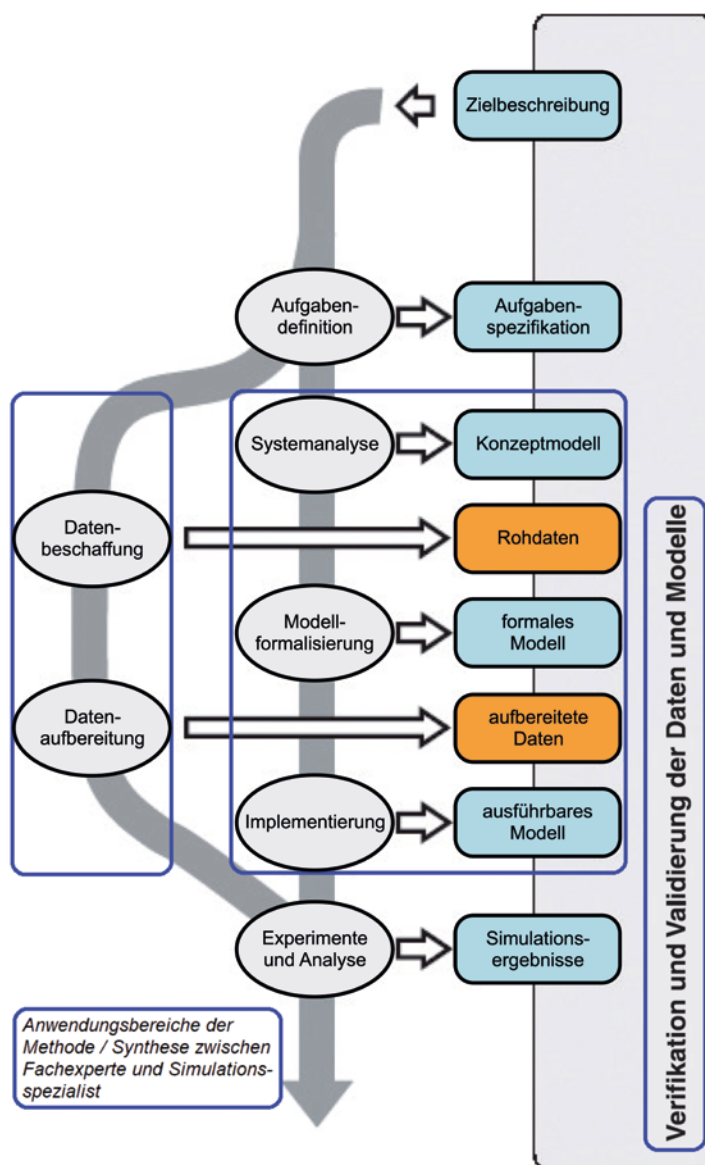 Zielbeschreibung
Aufgaben-
definition
Aufgaben-
spezifikation
Systemanalyse
Konzeptmodell
Daten-
beschaffung
Rohdaten
Modell-
formalisierung
formales
Modell
Daten-
aufbereitung
aufbereitete
Daten
Implementierung
ausführbares
Modell
Experimente
und Analyse
Simulations-
ergebnisse
Anwendungsbereiche der
Methode / Synthese zwischen
Fachexperte und Simulations-
spezialist
Verifikation und Validierung der Daten und Modelle